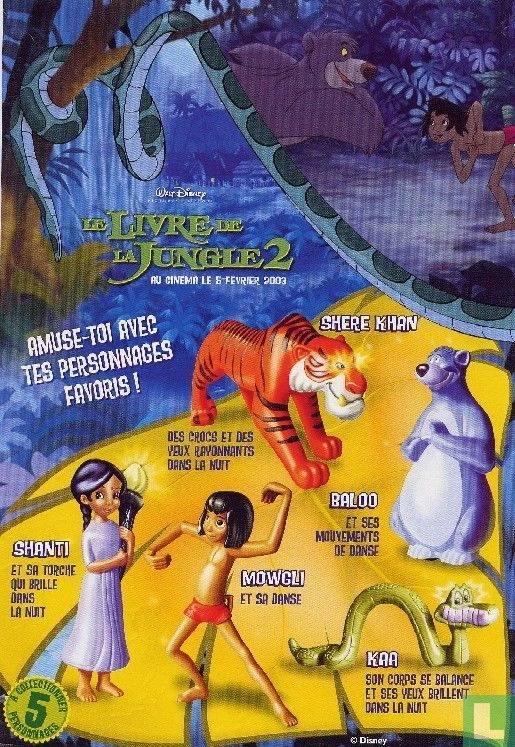 WALT DISNEY
LE LIVRE DE
LA JUNGLE 2
AU CINEMA LE 5 FEVRIER 2003
AMUSE-TOI AVEC
TES PERSONNAGES
FAVORIS !
SHERE KHAN
DES CROCS ET DES
YEUX RAYONNANTS
DANS LA NUIT
BALOO
ET SES
MOUVEMENTS
DE DANSE
SHANTI
ET SA TORCHE
QUI BRILLE
DANS
LA NUIT
MOWGLI
ET SA DANSE
KAA
SON CORPS SE BALANCE
ET SES YEUX BRILLENT
DANS LA NUIT
A COLLECTIONNER
5
PERSONNAGES
© Disney
L